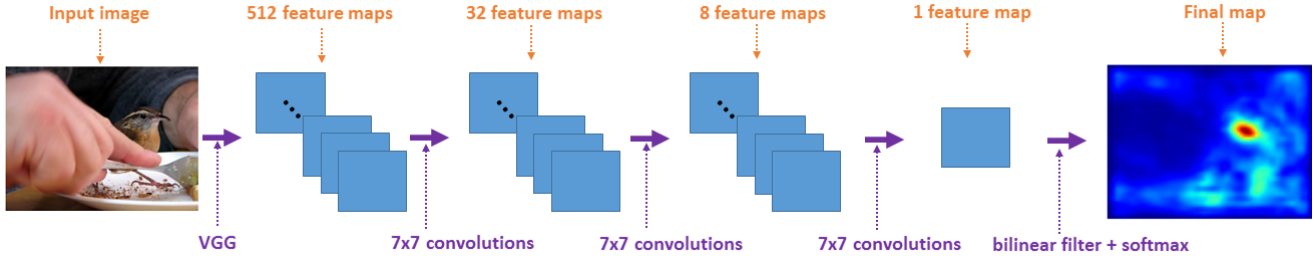 Input image
512 feature maps
32 feature maps
8 feature maps
1 feature map
Final map
VGG
7x7 convolutions
7x7 convolutions
7x7 convolutions
bilinear filter + softmax